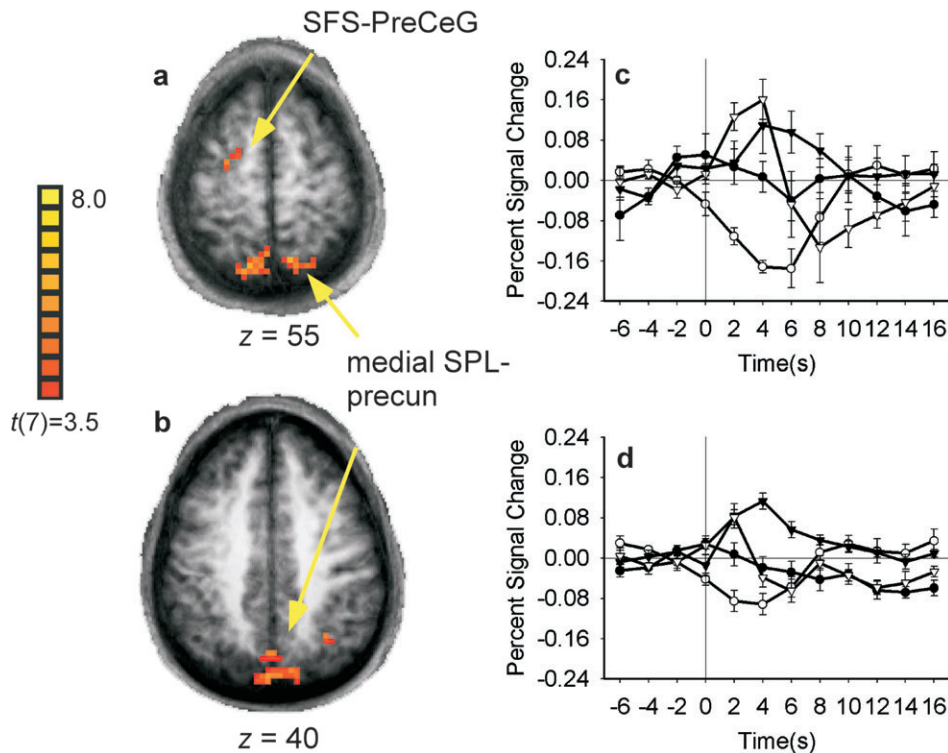 SFS-PreCeG
a
8.0
t(7)=3.5
z = 55
medial SPL-
precun
b
z = 40
c
Percent Signal Change
0.24
0.16
0.08
0.00
-0.08
-0.16
-0.24
-6 -4 -2 0 2 4 6 8 10 12 14 16
Time(s)
d
Percent Signal Change
0.24
0.16
0.08
0.00
-0.08
-0.16
-0.24
-6 -4 -2 0 2 4 6 8 10 12 14 16
Time(s)